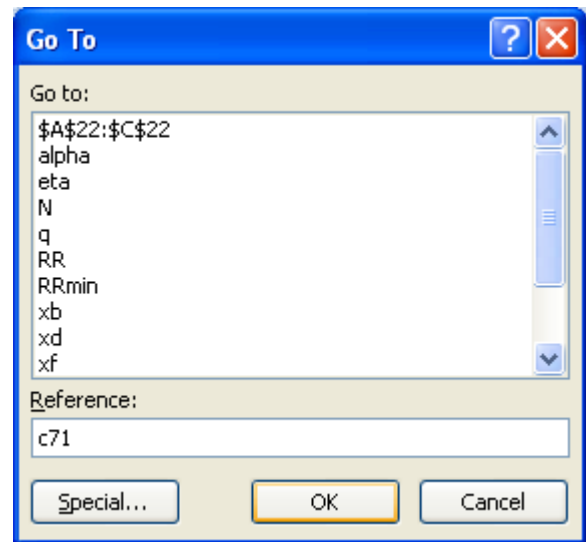 Go To
Go to:
$A$22:$C$22
alpha
eta
N
q
RR
RRmin
xb
xd
xf
Reference:
c71
Special... OK Cancel